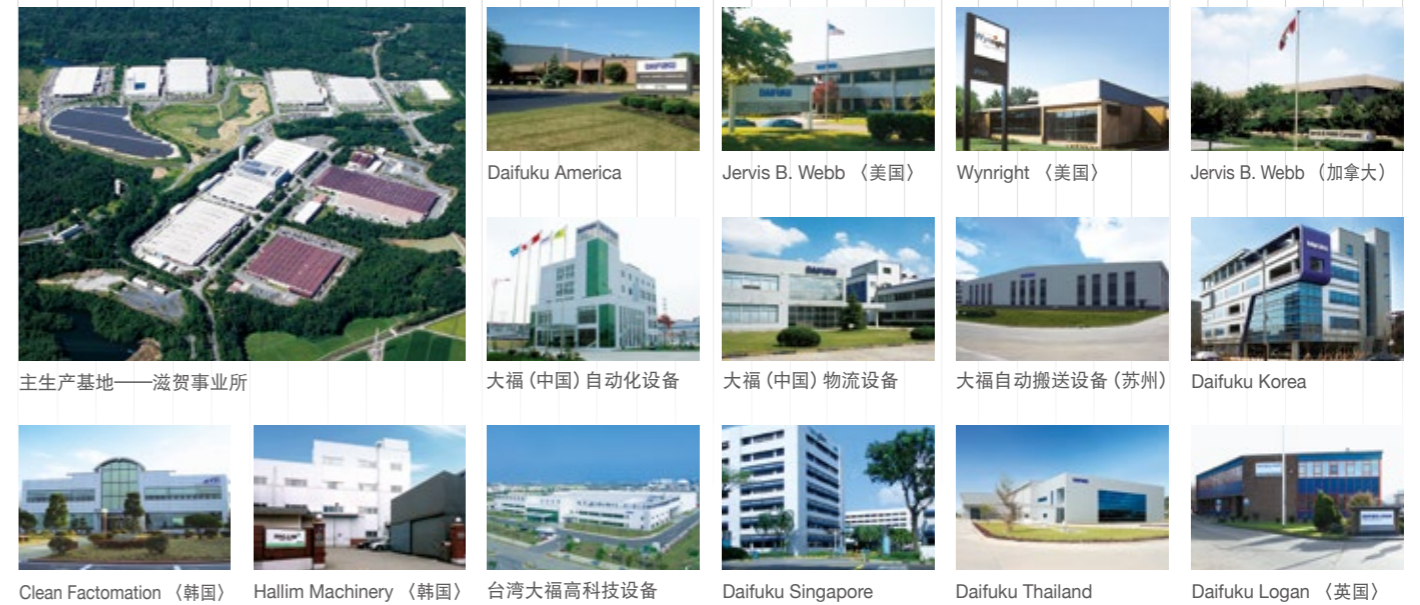 Daifuku America
Jervis B. Webb 〈美国〉
Wynright 〈美国〉
Jervis B. Webb （加拿大）
主生产基地——滋贺事业所
大福（中国）自动化设备
大福（中国）物流设备
大福自动搬送设备（苏州）
Daifuku Korea
Clean Factomation 〈韩国〉
Hallim Machinery 〈韩国〉
台湾大福高科技设备
Daifuku Singapore
Daifuku Thailand
Daifuku Logan 〈英国〉